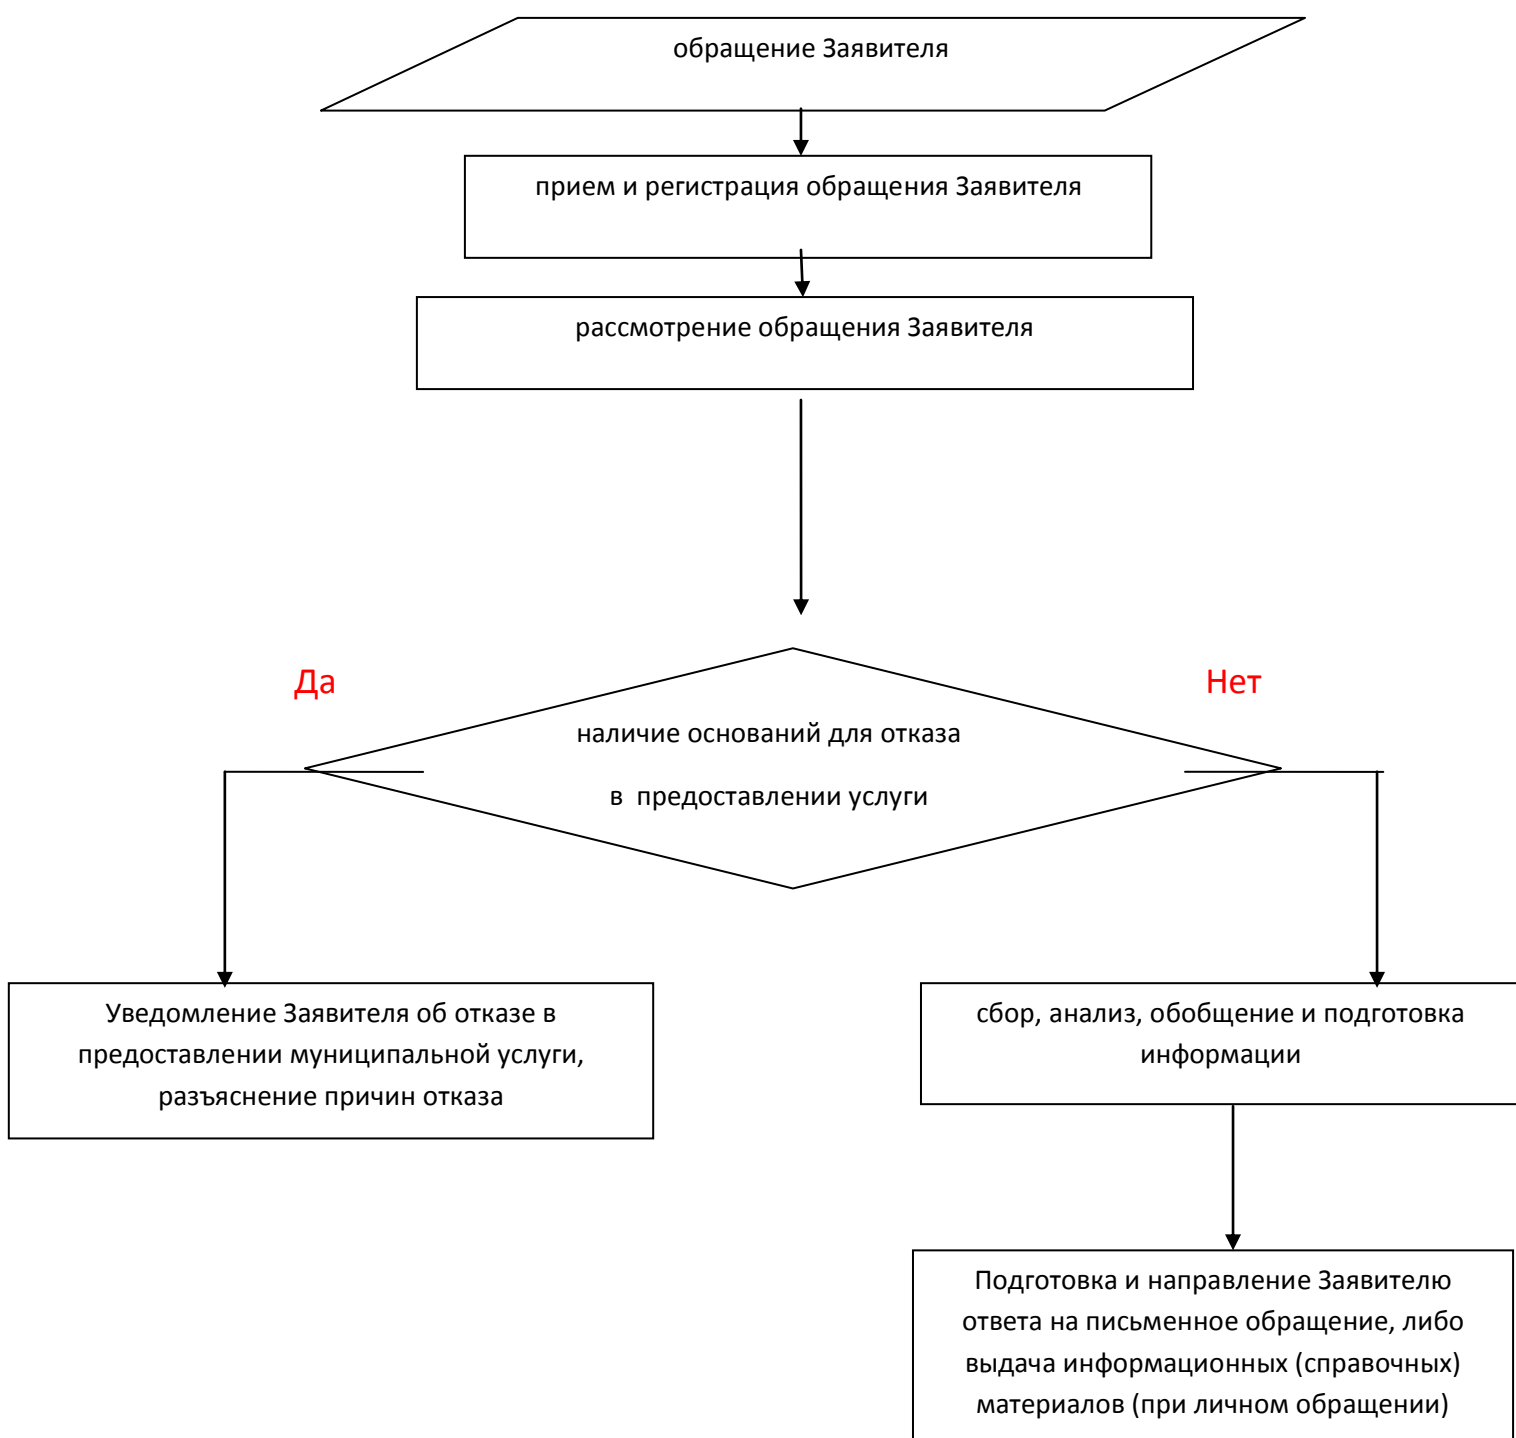 обращение Заявителя
прием и регистрация обращения Заявителя
рассмотрение обращения Заявителя
Да
Нет
наличие оснований для отказа
в предоставлении услуги
Уведомление Заявителя об отказе в
предоставлении муниципальной услуги,
разъяснение причин отказа
сбор, анализ, обобщение и подготовка
информации
Подготовка и направление Заявителю
ответа на письменное обращение, либо
выдача информационных (справочных)
материалов (при личном обращении)